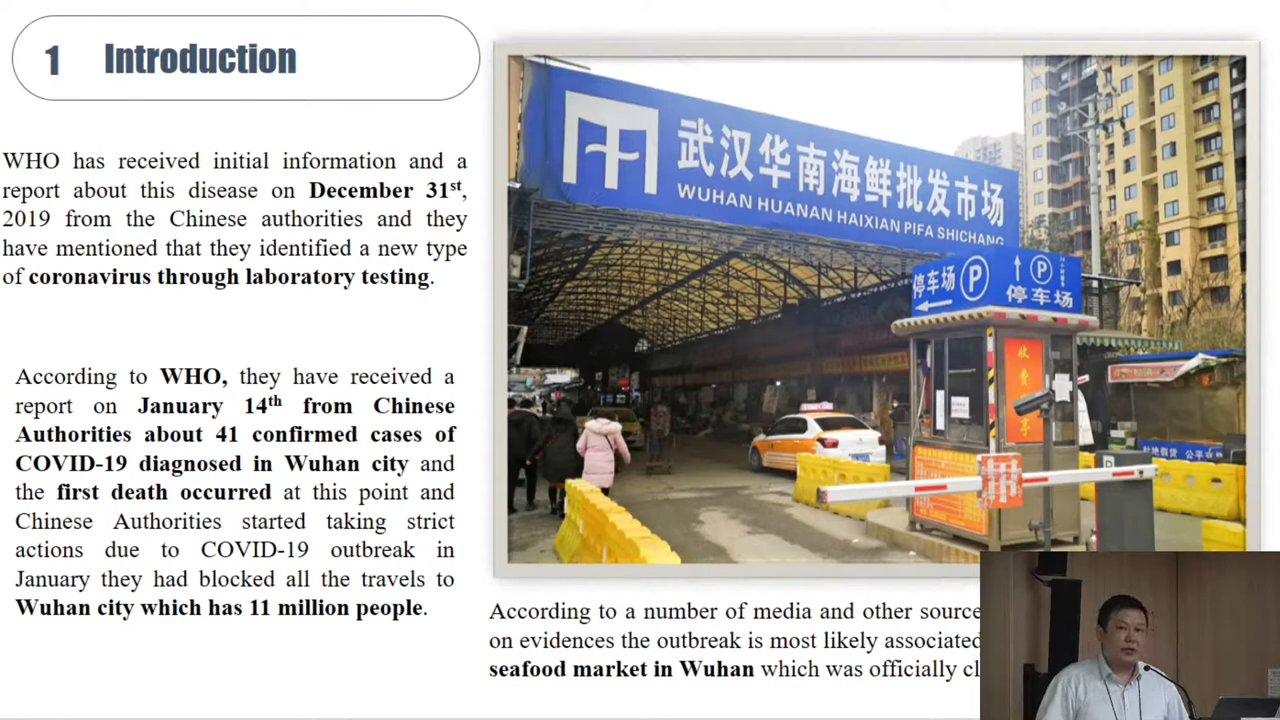 1 Introduction
WHO has received initial information and a
report about this disease on December 31st,
2019 from the Chinese authorities and they
have mentioned that they identified a new type
of coronavirus through laboratory testing.
According to WHO, they have received a
report on January 14th from Chinese
Authorities about 41 confirmed cases of
COVID-19 diagnosed in Wuhan city and
the first death occurred at this point and
Chinese Authorities started taking strict
actions due to COVID-19 outbreak in
January they had blocked all the travels to
Wuhan city which has 11 million people.
武汉华南海鲜批发市场
WUHAN HUANAN HAIXIAN PIFA SHICHANG
停车场 P
P
停车场
收费亭
According to a number of media and other source
on evidences the outbreak is most likely associated
seafood market in Wuhan which was officially cl